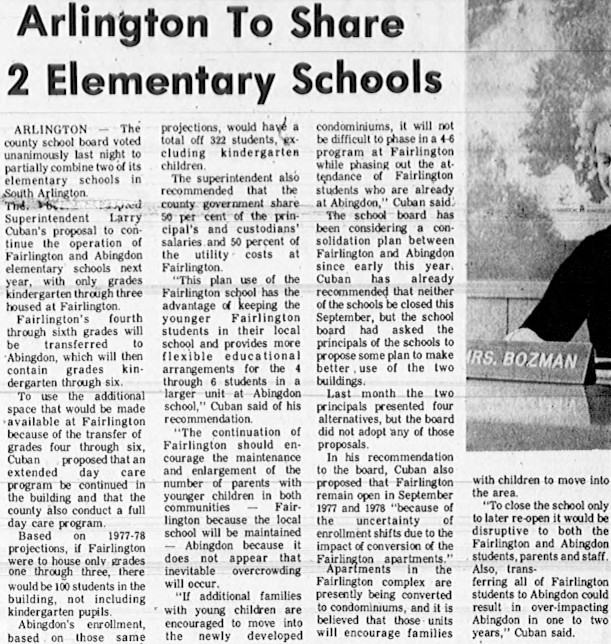 Arlington To Share
2 Elementary Schools
ARLINGTON — The
county school board voted
unanimously last night to
partially combine two of its
elementary schools in
South Arlington.
The
Superintendent Larry
Cuban's proposal to con-
tinue the operation of
Fairlington and Abingdon
elementary schools next
year, with only grades
kindergarten through three
housed at Fairlington.
Fairlington's fourth
through sixth grades will
be transferred to
Abingdon, which will then
contain grades kin-
dergarten through six.
To use the additional
space that would be made
available at Fairlington
because of the transfer of
grades four through six,
Cuban proposed that an
extended day care
program be continued in
the building and that the
county also conduct a full
day care program.
Based on 1977-78
projections, if Fairlington
were to house only grades
one through three, there
would be 100 students in the
building, not including
kindergarten pupils.
Abingdon's enrollment,
based on those same
projections, would have a
total off 322 students, ex-
cluding kindergarten
children.
The superintendent also
recommended that the
county government share
50 per cent of the prin-
cipal's and custodians'
salaries and 50 percent of
the utility costs at
Fairlington.
"This plan use of the
Fairlington school has the
advantage of keeping the
younger Fairlington
students in their local
school and provides more
flexible educational
arrangements for the 4
through 6 students in a
larger unit at Abingdon
school," Cuban said of his
recommendation.
"The continuation of
Fairlington should en-
courage the maintenance
and enlargement of the
number of parents with
younger children in both
communities — Fair-
lington because the local
school will be maintained
— Abingdon because it
does not appear that
inevitable overcrowding
will occur.
"If additional families
with young children are
encouraged to move into
the newly developed
condominiums, it will not
be difficult to phase in a 4-6
program at Fairlington
while phasing out the at-
tendance of Fairlington
students who are already
at Abingdon," Cuban said.
The school board has
been considering a con-
solidation plan between
Fairlington and Abingdon
since early this year.
Cuban has already
recommended that neither
of the schools be closed this
September, but the school
board had asked the
principals of the schools to
propose some plan to make
better use of the two
buildings.
Last month the two
principals presented four
alternatives, but the board
did not adopt any of those
proposals.
In his recommendation
to the board, Cuban also
proposed that Fairlington
remain open in September
1977 and 1978 "because of
the uncertainty of
enrollment shifts due to the
impact of conversion of the
Fairlington apartments."
Apartments in the
Fairlington complex are
presently being converted
to condominiums, and it is
believed that those units
will encourage families
MRS. BOZMAN
with children to move into
the area.
"To close the school only
to later re-open it would be
disruptive to both the
Fairlington and Abingdon
students, parents and staff.
Also, trans-
ferring all of Fairlington
students to Abingdon could
result in over-impacting
Abingdon in one to two
years," Cuban said.